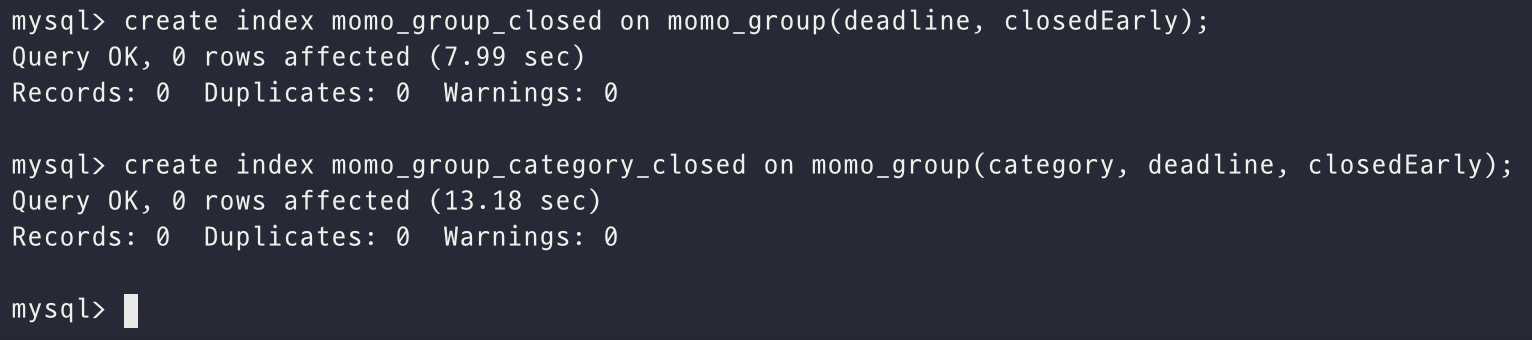 mysql> create index momo_group_closed on momo_group(deadline, closedEarly);
Query OK, 0 rows affected (7.99 sec)
Records: 0  Duplicates: 0  Warnings: 0
mysql> create index momo_group_category_closed on momo_group(category, deadline, closedEarly);
Query OK, 0 rows affected (13.18 sec)
Records: 0  Duplicates: 0  Warnings: 0
mysql>